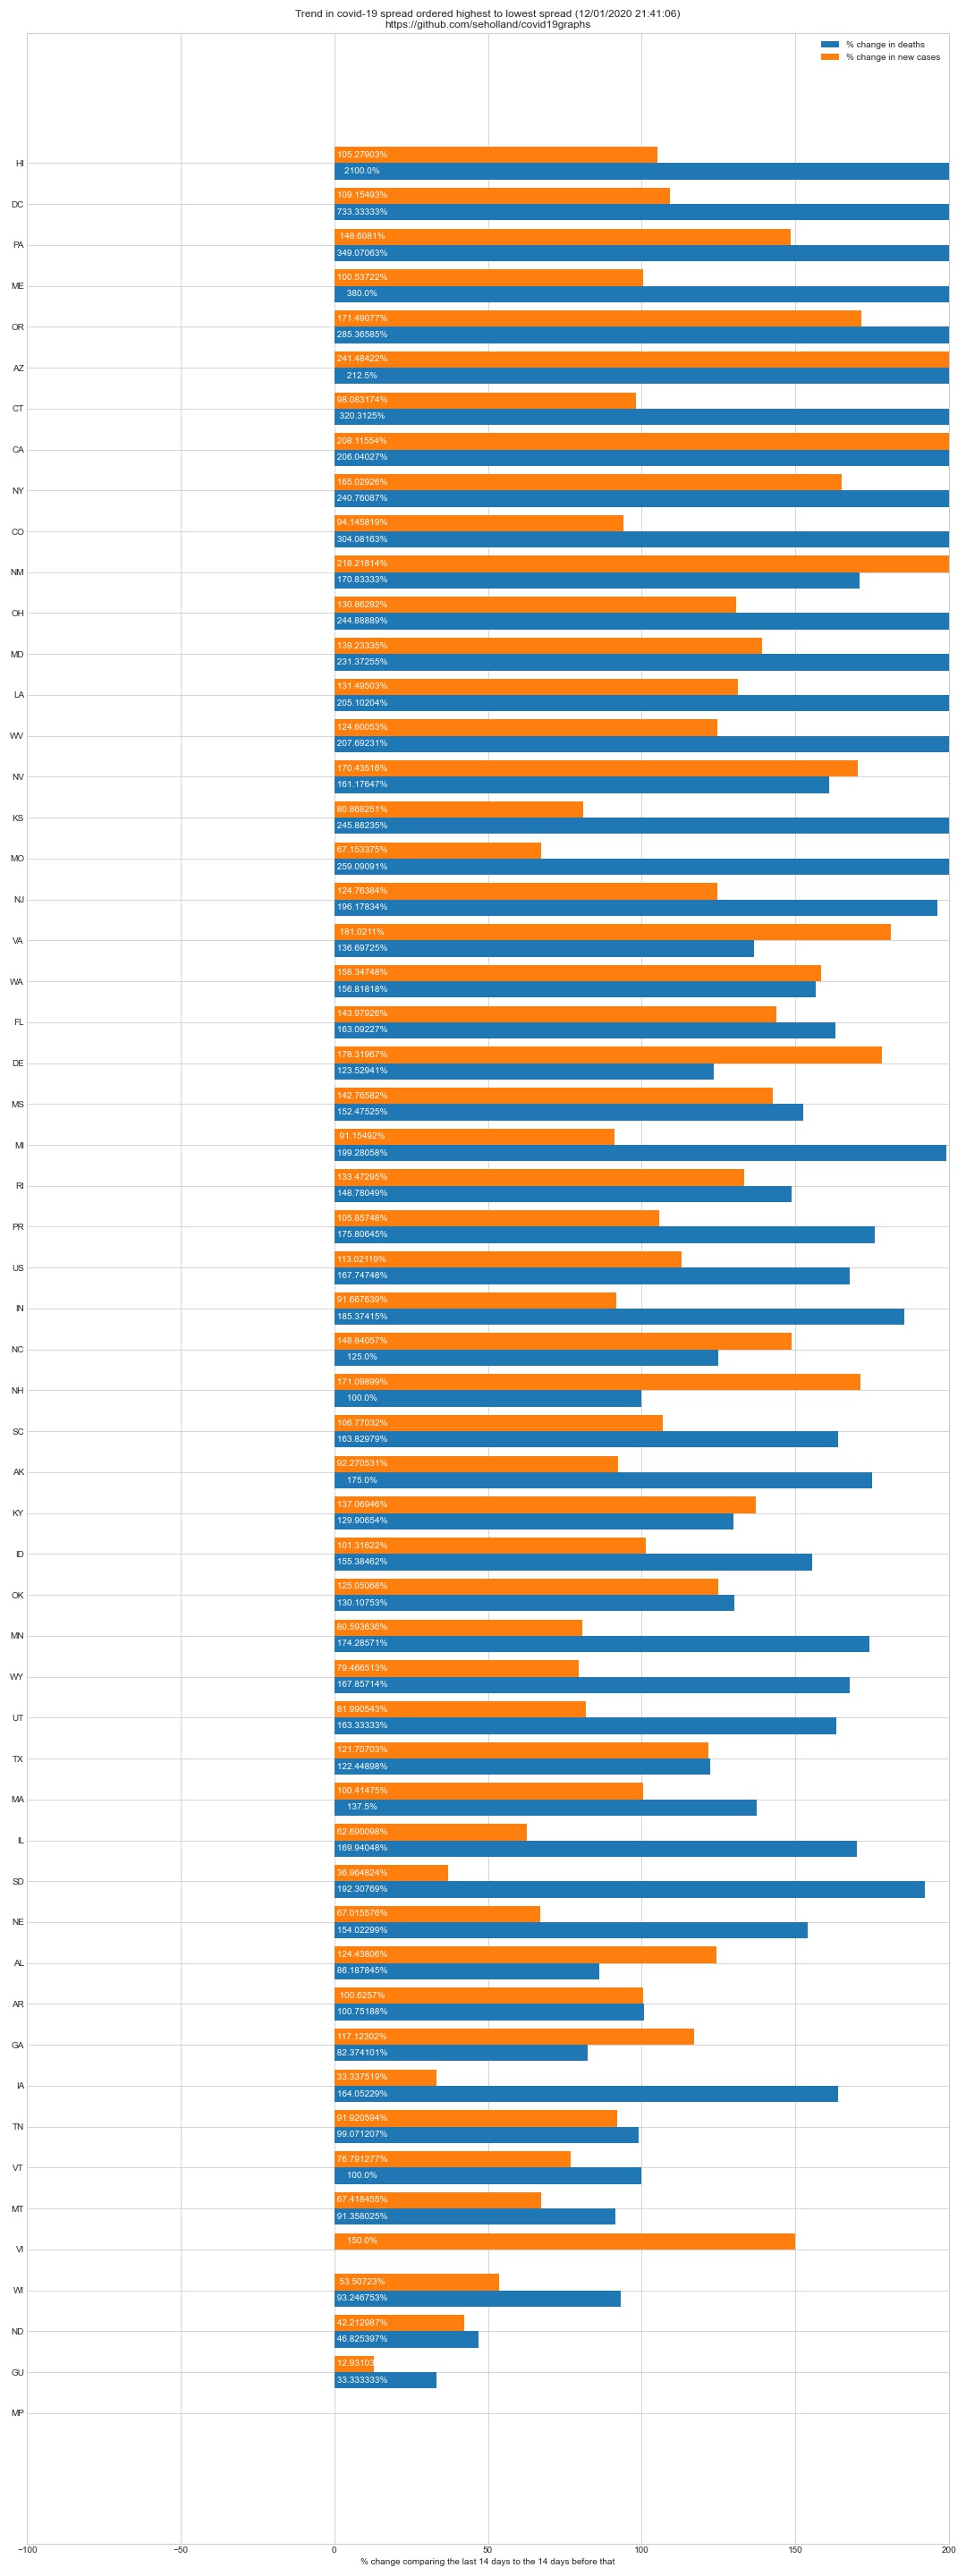 Trend in covid-19 spread ordered highest to lowest spread (12/01/2020 21:41:06)
https://github.com/seholland/covid19graphs
% change in deaths
% change in new cases
105.27903%
HI
2100.0%
109.15493%
DC
733.33333%
148.6081%
PA
349.07063%
100.53722%
ME
380.0%
171.49077%
OR
285.36585%
241.48422%
AZ
212.5%
98.083174%
CT
320.3125%
208.11554%
CA
206.04027%
165.02926%
NY
240.76087%
94.145819%
CO
304.08163%
218.21814%
NM
170.83333%
130.86282%
OH
244.88889%
139.23335%
MD
231.37255%
131.49503%
LA
205.10204%
124.60053%
WV
207.69231%
170.43516%
NV
161.17647%
80.868251%
KS
245.88235%
67.153375%
MO
259.09091%
124.76384%
NJ
196.17834%
181.0211%
VA
136.69725%
158.34748%
WA
156.81818%
143.97926%
FL
163.09227%
178.31967%
DE
123.52941%
142.76582%
MS
152.47525%
91.15492%
MI
199.28058%
133.47295%
RI
148.78049%
105.85748%
PR
175.80645%
113.02119%
US
167.74748%
91.667639%
IN
185.37415%
148.84057%
NC
125.0%
171.09899%
NH
100.0%
106.77032%
SC
163.82979%
92.270531%
AK
175.0%
137.06946%
KY
129.90654%
101.31622%
ID
155.38462%
125.05068%
OK
130.10753%
80.593636%
MN
174.28571%
79.466513%
WY
167.85714%
81.990543%
UT
163.33333%
121.70703%
TX
122.44898%
100.41475%
MA
137.5%
62.690098%
IL
169.94048%
36.964824%
SD
192.30769%
67.015576%
NE
154.02299%
124.43806%
AL
86.187845%
100.6257%
AR
100.75188%
117.12302%
GA
82.374101%
33.337519%
IA
164.05229%
91.920594%
TN
99.071207%
76.791277%
VT
100.0%
67.418455%
MT
91.358025%
150.0%
VI
53.50723%
WI
93.246753%
42.212987%
ND
46.825397%
12.93103
GU
33.333333%
MP
−100 −50 0 50 100 150 200
% change comparing the last 14 days to the 14 days before that